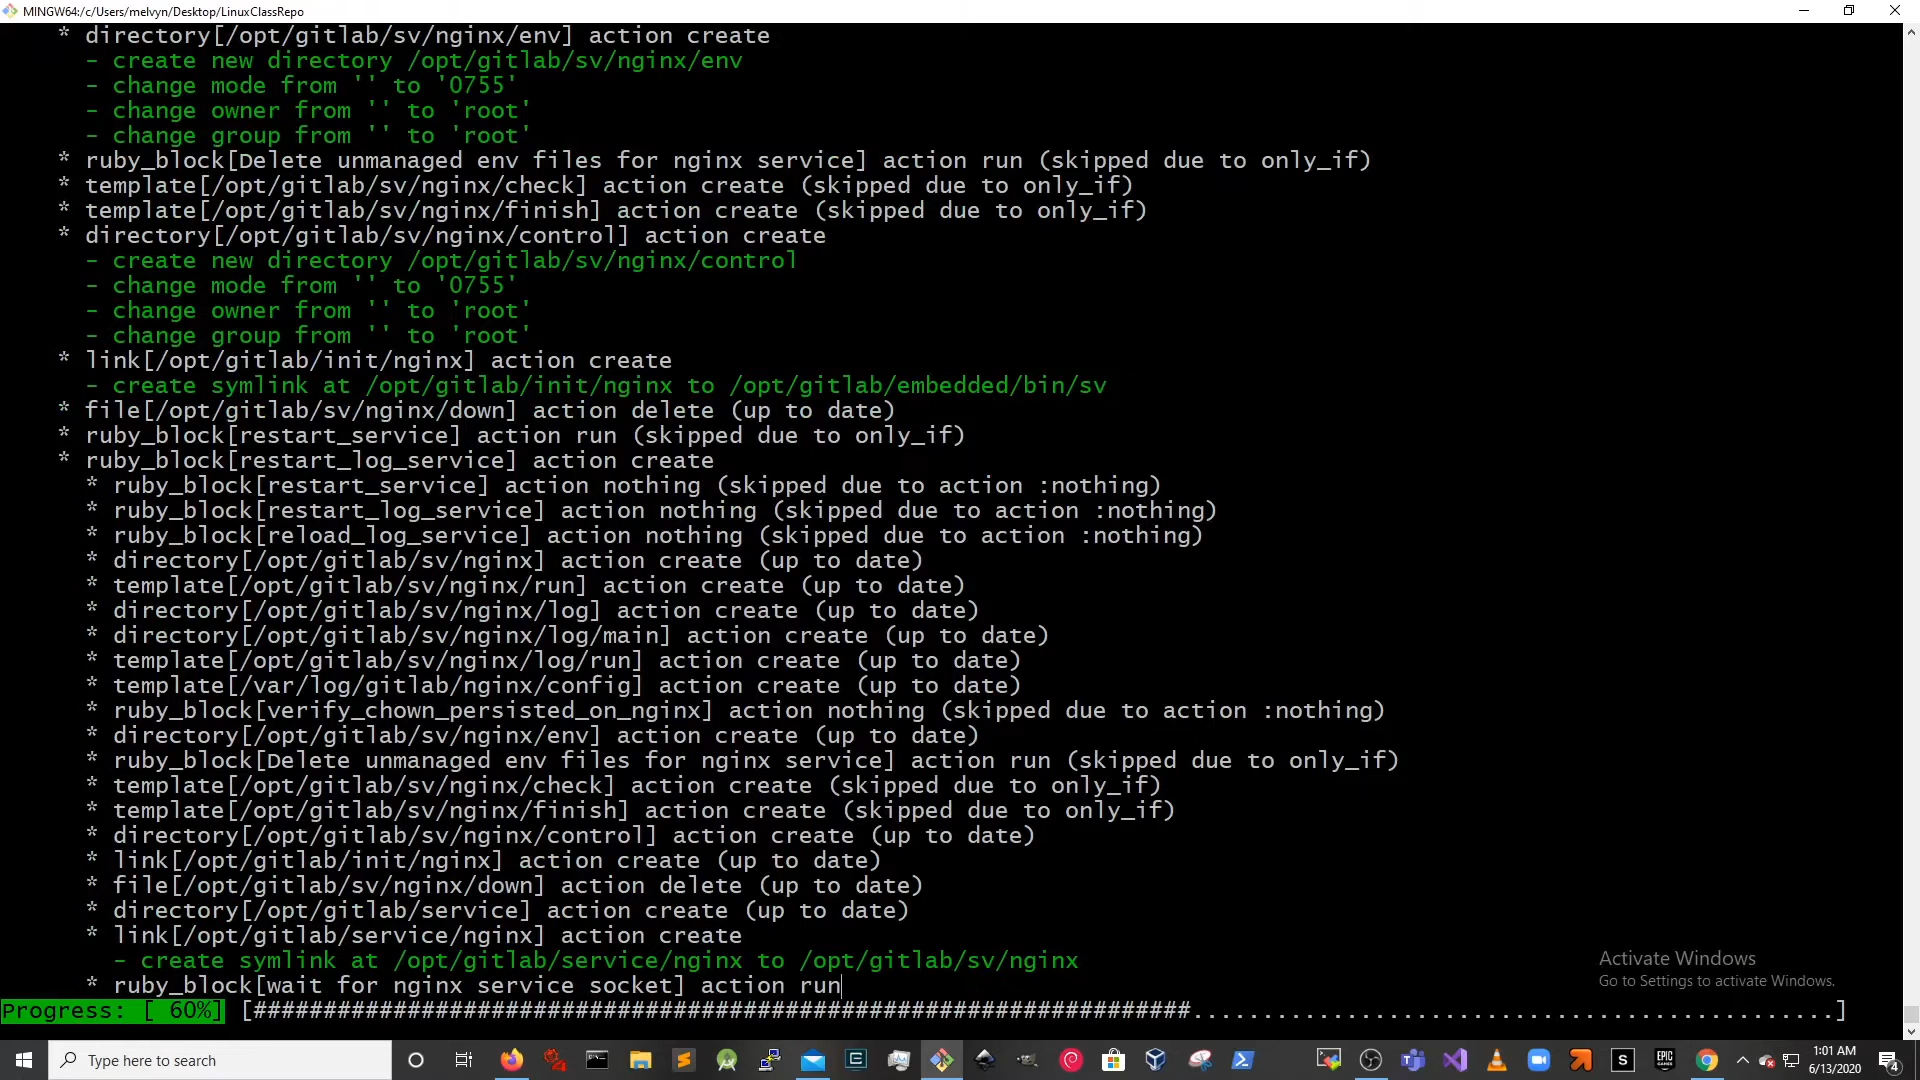 MINGW64:/c/Users/melvyn/Desktop/LinuxClassRepo
* directory[/opt/gitlab/sv/nginx/env] action create
- create new directory /opt/gitlab/sv/nginx/env
- change mode from '' to '0755'
- change owner from '' to 'root'
- change group from '' to 'root'
* ruby_block[Delete unmanaged env files for nginx service] action run (skipped due to only_if)
* template[/opt/gitlab/sv/nginx/check] action create (skipped due to only_if)
* template[/opt/gitlab/sv/nginx/finish] action create (skipped due to only_if)
* directory[/opt/gitlab/sv/nginx/control] action create
- create new directory /opt/gitlab/sv/nginx/control
- change mode from '' to '0755'
- change owner from '' to 'root'
- change group from '' to 'root'
* link[/opt/gitlab/init/nginx] action create
- create symlink at /opt/gitlab/init/nginx to /opt/gitlab/embedded/bin/sv
* file[/opt/gitlab/sv/nginx/down] action delete (up to date)
* ruby_block[restart_service] action run (skipped due to only_if)
* ruby_block[restart_log_service] action create
* ruby_block[restart_service] action nothing (skipped due to action :nothing)
* ruby_block[restart_log_service] action nothing (skipped due to action :nothing)
* ruby_block[reload_log_service] action nothing (skipped due to action :nothing)
* directory[/opt/gitlab/sv/nginx] action create (up to date)
* template[/opt/gitlab/sv/nginx/run] action create (up to date)
* directory[/opt/gitlab/sv/nginx/log] action create (up to date)
* directory[/opt/gitlab/sv/nginx/log/main] action create (up to date)
* template[/opt/gitlab/sv/nginx/log/run] action create (up to date)
* template[/var/log/gitlab/nginx/config] action create (up to date)
* ruby_block[verify_chown_persisted_on_nginx] action nothing (skipped due to action :nothing)
* directory[/opt/gitlab/sv/nginx/env] action create (up to date)
* ruby_block[Delete unmanaged env files for nginx service] action run (skipped due to only_if)
* template[/opt/gitlab/sv/nginx/check] action create (skipped due to only_if)
* template[/opt/gitlab/sv/nginx/finish] action create (skipped due to only_if)
* directory[/opt/gitlab/sv/nginx/control] action create (up to date)
* link[/opt/gitlab/init/nginx] action create (up to date)
* file[/opt/gitlab/sv/nginx/down] action delete (up to date)
* directory[/opt/gitlab/service] action create (up to date)
* link[/opt/gitlab/service/nginx] action create
- create symlink at /opt/gitlab/service/nginx to /opt/gitlab/sv/nginx
* ruby_block[wait for nginx service socket] action run
Activate Windows
Go to Settings to activate Windows.
Progress: [ 60%] [###################################################################..............................................]
Type here to search
S
EPIC GAMES
1:01 AM
6/13/2020
4